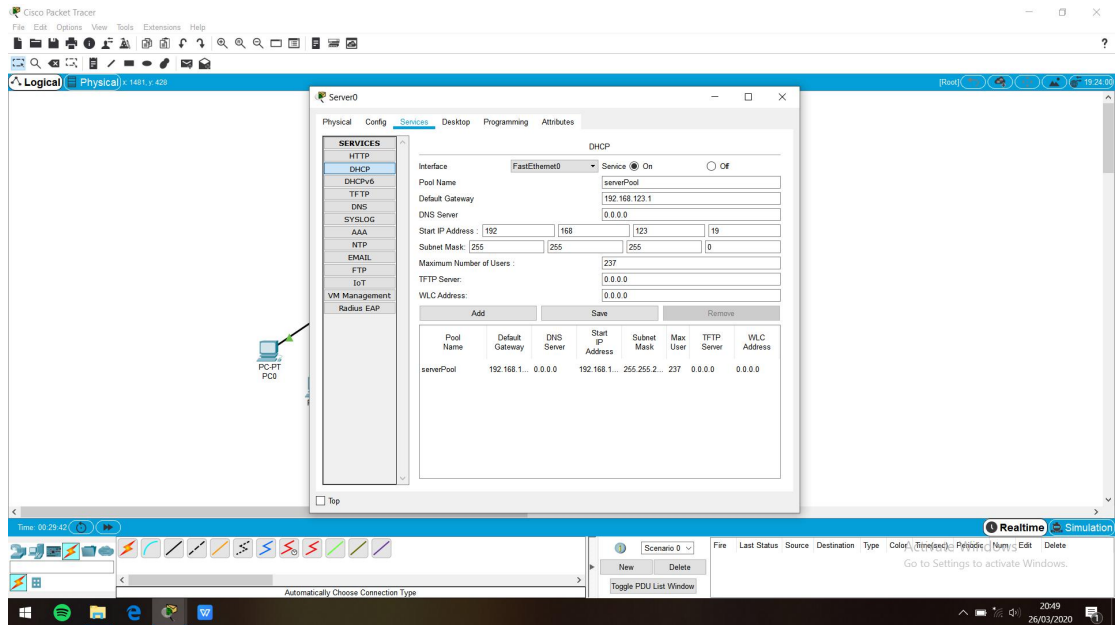 Cisco Packet Tracer
File Edit Options View Tools Extensions Help
?
Logical Physical x: 1481, y: 428 [Root] 19:24:00
Server0
Physical Config Services Desktop Programming Attributes
SERVICES
HTTP
DHCP
DHCPv6
TFTP
DNS
SYSLOG
AAA
NTP
EMAIL
FTP
IoT
VM Management
Radius EAP
DHCP
Interface FastEthernet0 Service On Off
Pool Name serverPool
Default Gateway 192.168.123.1
DNS Server 0.0.0.0
Start IP Address : 192 168 123 19
Subnet Mask: 255 255 255 0
Maximum Number of Users : 237
TFTP Server: 0.0.0.0
WLC Address: 0.0.0.0
Add Save Remove
Pool Name Default Gateway DNS Server Start IP Address Subnet Mask Max User TFTP Server WLC Address
serverPool 192.168.1... 0.0.0.0 192.168.1... 255.255.2... 237 0.0.0.0 0.0.0.0
Top
PC-PT
PC0
Time: 00:29:42 Realtime Simulation
Scenario 0
New Delete
Toggle PDU List Window
Fire Last Status Source Destination Type Color Time(sec) Periodic Num Edit Delete
Activate Windows
Go to Settings to activate Windows.
Automatically Choose Connection Type
20:49
26/03/2020